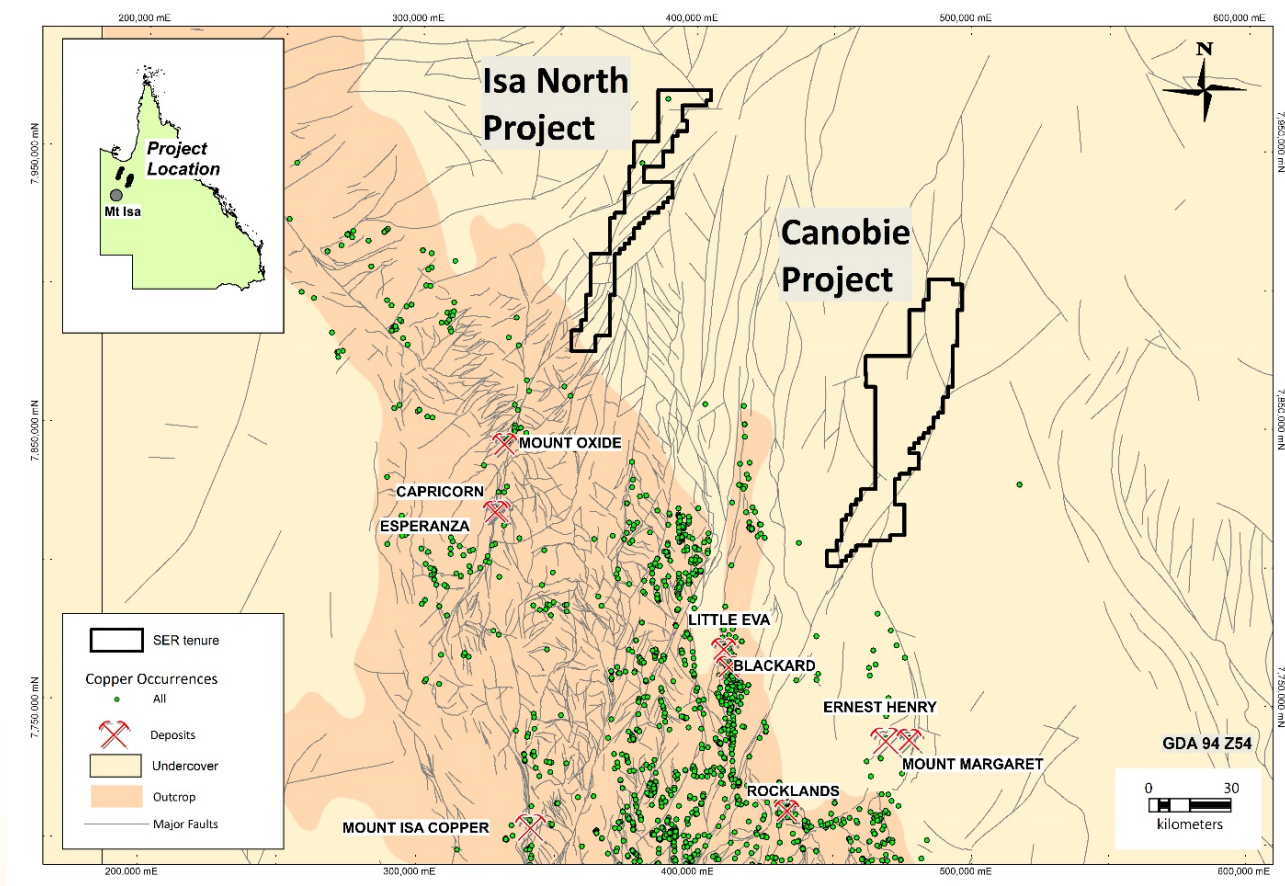 200,000 mE
300,000 mE
400,000 mE
500,000 mE
600,000 mE
Isa North
Project
N
Project
Location
Mt Isa
7,950,000 mN
7,950,000 mN
Canobie
Project
7,850,000 mN
7,850,000 mN
MOUNT OXIDE
CAPRICORN
ESPERANZA
LITTLE EVA
BLACKARD
SER tenure
Copper Occurrences
All
Deposits
Undercover
Outcrop
Major Faults
7,750,000 mN
7,750,000 mN
ERNEST HENRY
MOUNT MARGARET
GDA 94 Z54
ROCKLANDS
MOUNT ISA COPPER
0 30
kilometers
200,000 mE
300,000 mE
400,000 mE
500,000 mE
600,000 mE